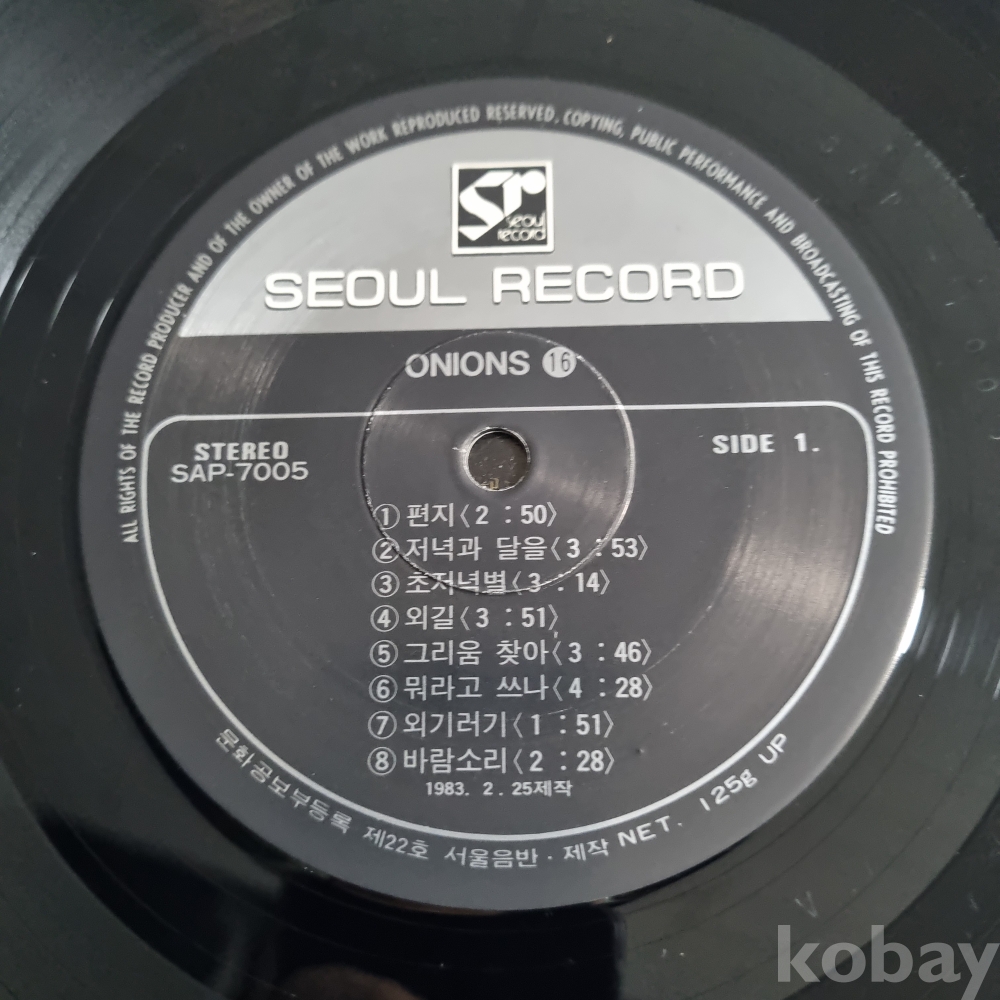 ALL RIGHTS OF THE RECORD PRODUCER AND OF THE OWNER OF THE WORK REPRODUCED RESERVED, COPYING, PUBLIC PERFORMANCE AND BROADCASTING OF THIS RECORD PROHIBITED
sr
seoul
record
SEOUL RECORD
ONIONS 16
STEREO
SAP-7005
SIDE 1.
① 편지〈2 : 50〉
② 저녁과 달을〈3 : 53〉
③ 초저녁별〈3 : 14〉
④ 외길〈3 : 51〉
⑤ 그리움 찾아〈3 : 46〉
⑥ 뭐라고 쓰나〈4 : 28〉
⑦ 외기러기〈1 : 51〉
⑧ 바람소리〈2 : 28〉
1983. 2. 25제작
문화공보부등록 제22호 서울음반·제작 NET. 125g UP
kobay